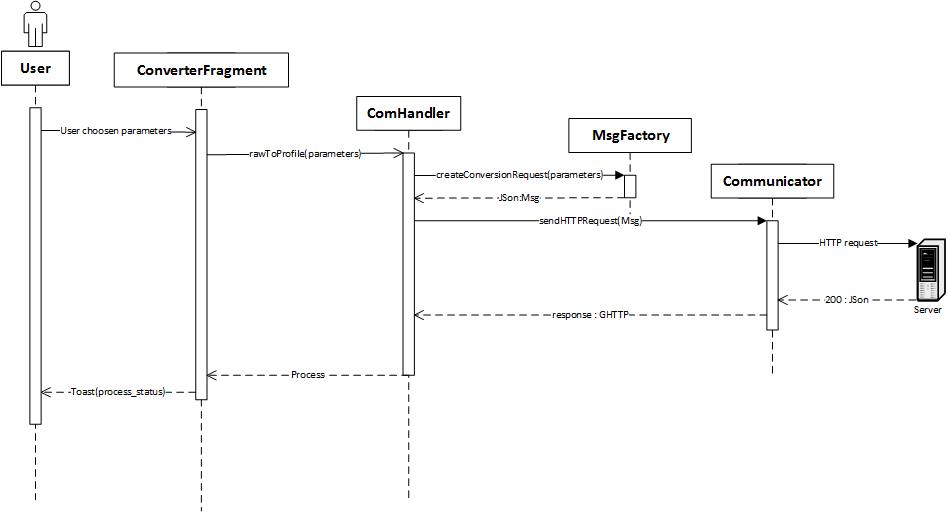 User
ConverterFragment
ComHandler
MsgFactory
Communicator
User choosen parameters
rawToProfile(parameters)
createConversionRequest(parameters)
JSon:Msg
sendHTTPRequest(Msg)
HTTP request
200 : JSon
Server
response : GHTTP
Process
Toast(process_status)